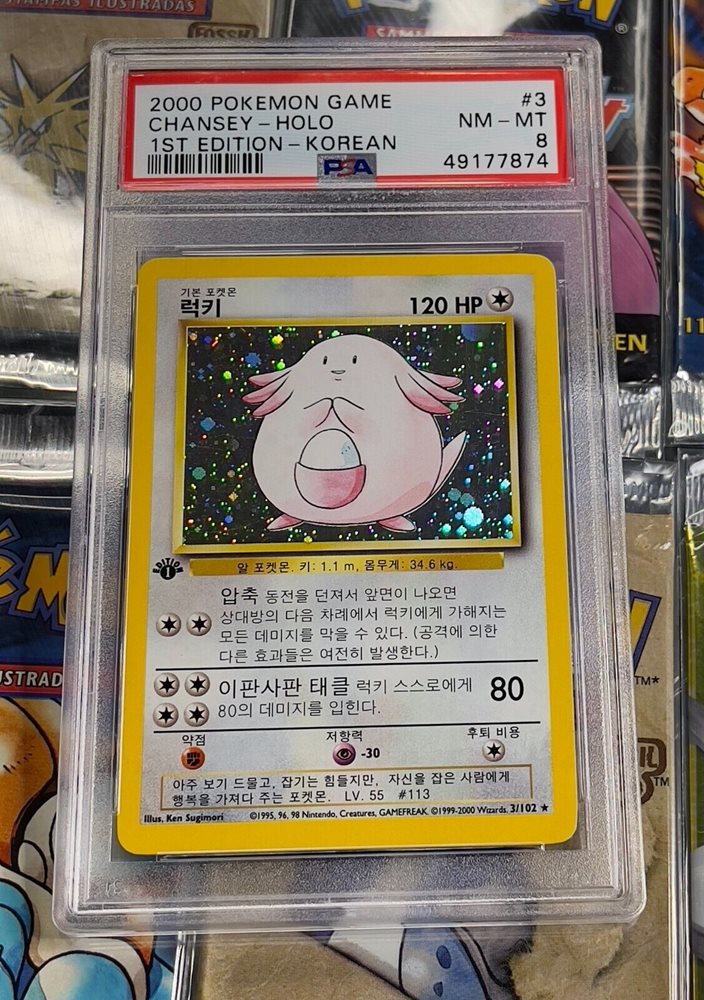 STAMPAS ILUSTRADAS
FOSSIL
®
2000 POKEMON GAME #3
CHANSEY - HOLO NM - MT
1ST EDITION - KOREAN 8
PSA 49177874
기본 포켓몬
럭키 120 HP
EN
11
알 포켓몬. 키: 1.1 m, 몸무게: 34.6 kg.
EDITION 1
압축 동전을 던져서 앞면이 나오면
상대방의 다음 차례에서 럭키에게 가해지는
모든 데미지를 막을 수 있다. (공격에 의한
다른 효과들은 여전히 발생한다.)
USTRAD
TM*
이판사판 태클 럭키 스스로에게 80
80의 데미지를 입힌다.
약점 저항력 후퇴 비용
-30
아주 보기 드물고, 잡기는 힘들지만, 자신을 잡은 사람에게
행복을 가져다 주는 포켓몬. LV. 55 #113
Illus. Ken Sugimori ©1995, 96, 98 Nintendo, Creatures, GAMEFREAK. ©1999-2000 Wizards. 3/102 ★